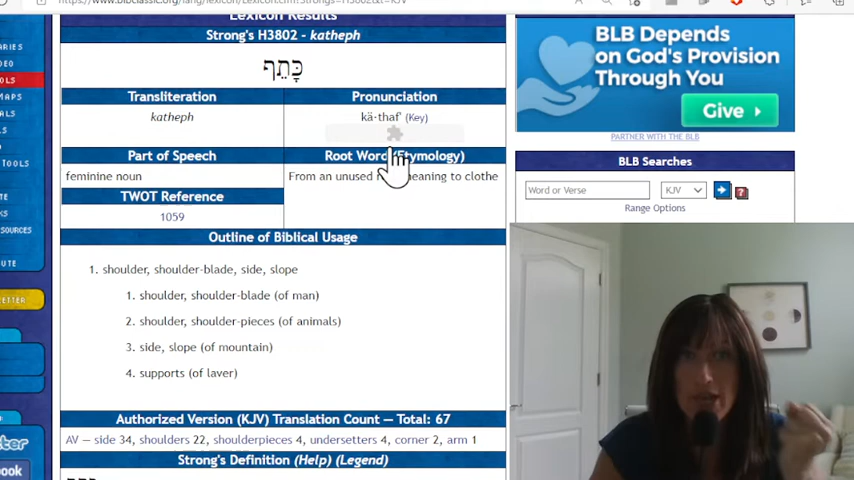 Lexicon Results
Strong's H3802 - katheph
כָּתֵף
Transliteration
Pronunciation
katheph
kä·thaf' (Key)
Part of Speech
Root Word (Etymology)
feminine noun
From an unused meaning to clothe
TWOT Reference
1059
Outline of Biblical Usage
1. shoulder, shoulder-blade, side, slope
1. shoulder, shoulder-blade (of man)
2. shoulder, shoulder-pieces (of animals)
3. side, slope (of mountain)
4. supports (of laver)
Authorized Version (KJV) Translation Count — Total: 67
AV — side 34, shoulders 22, shoulderpieces 4, undersetters 4, corner 2, arm 1
Strong's Definition (Help) (Legend)
BLB Depends
on God's Provision
Through You
Give
PARTNER WITH THE BLB
BLB Searches
Word or Verse
KJV
?
Range Options
MAPS
TOOLS